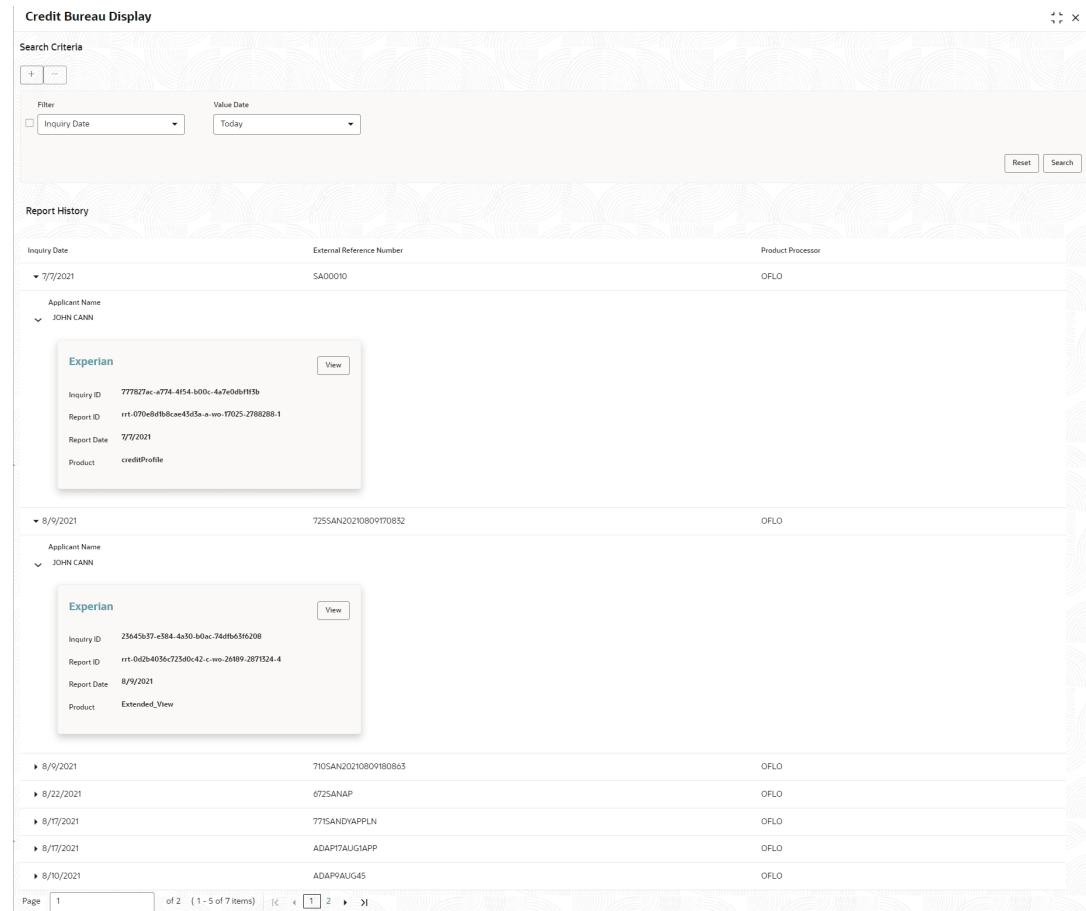 Credit Bureau Display
Search Criteria
+ −
Filter Value Date
Inquiry Date Today
Reset Search
Report History
Inquiry Date External Reference Number Product Processor
7/7/2021 SA00010 OFLO
Applicant Name
JOHN CANN
Experian View
Inquiry ID 777827ac-a774-4f54-b00c-4a7e0dbf1f3b
Report ID rrt-070e8d1b8cae43d3a-a-wo-17025-2788288-1
Report Date 7/7/2021
Product creditProfile
8/9/2021 725SAN20210809170832 OFLO
Applicant Name
JOHN CANN
Experian View
Inquiry ID 23645b37-e384-4a30-b0ac-74dfb63f6208
Report ID rrt-0d2b4036c723d0c42-c-wo-26189-2871324-4
Report Date 8/9/2021
Product Extended_View
8/9/2021 710SAN20210809180863 OFLO
8/22/2021 672SANAP OFLO
8/17/2021 771SANDYAPPLN OFLO
8/17/2021 ADAP17AUG1APP OFLO
8/10/2021 ADAP9AUG45 OFLO
Page 1 of 2 ( 1 - 5 of 7 items) 1 2